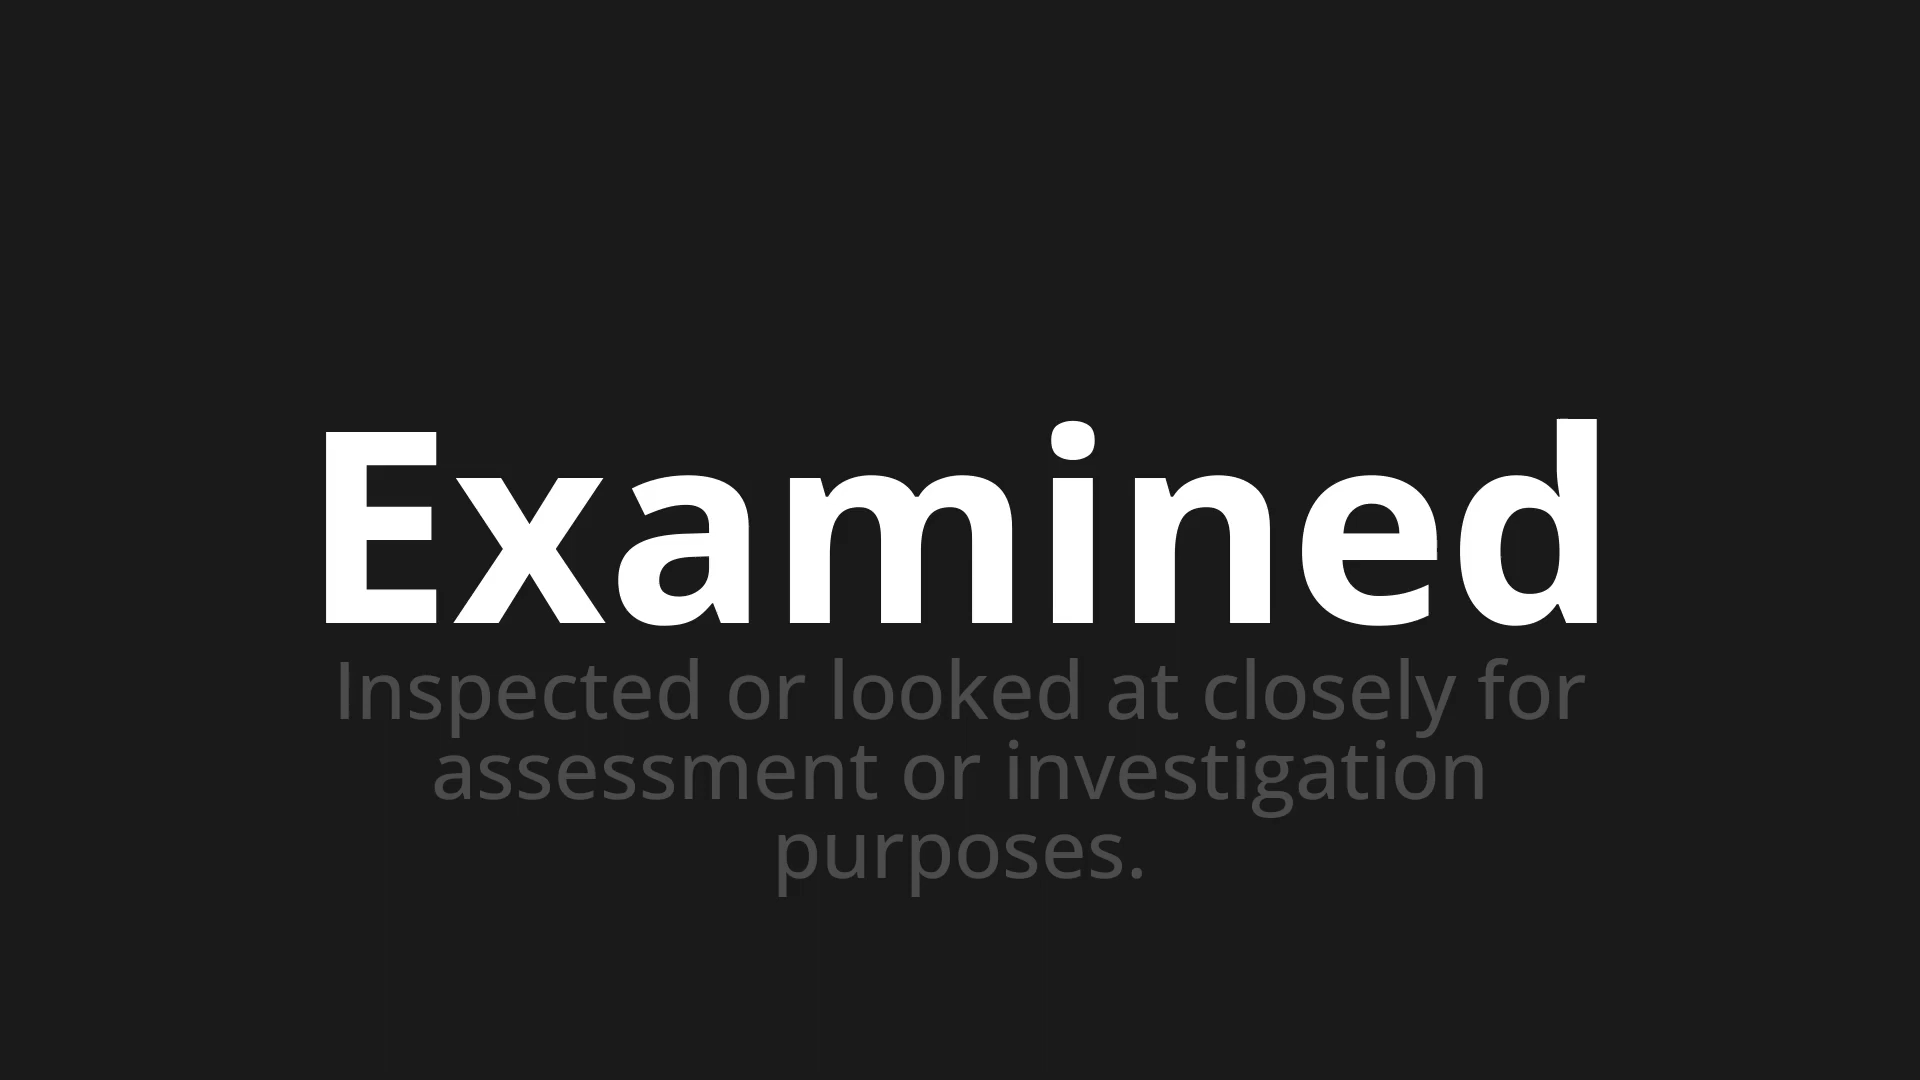 Examined
Inspected or looked at closely for
assessment or investigation
purposes.